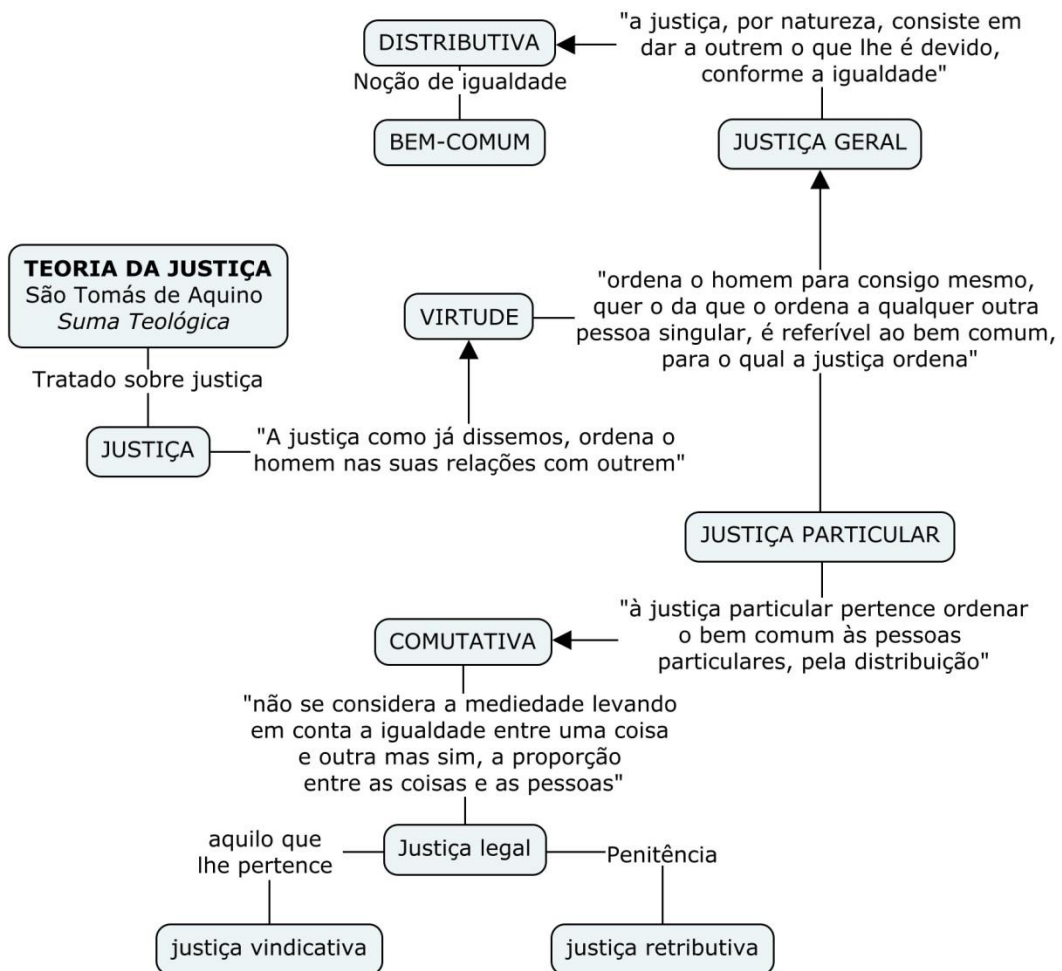 DISTRIBUTIVA
"a justiça, por natureza, consiste em
dar a outrem o que lhe é devido,
conforme a igualdade"
Noção de igualdade
BEM-COMUM
JUSTIÇA GERAL
TEORIA DA JUSTIÇA
São Tomás de Aquino
Suma Teológica
"ordena o homem para consigo mesmo,
quer o da que o ordena a qualquer outra
pessoa singular, é referível ao bem comum,
para o qual a justiça ordena"
VIRTUDE
Tratado sobre justiça
JUSTIÇA
"A justiça como já dissemos, ordena o
homem nas suas relações com outrem"
JUSTIÇA PARTICULAR
"à justiça particular pertence ordenar
o bem comum às pessoas
particulares, pela distribuição"
COMUTATIVA
"não se considera a mediedade levando
em conta a igualdade entre uma coisa
e outra mas sim, a proporção
entre as coisas e as pessoas"
aquilo que
lhe pertence
Justiça legal
Penitência
justiça vindicativa
justiça retributiva